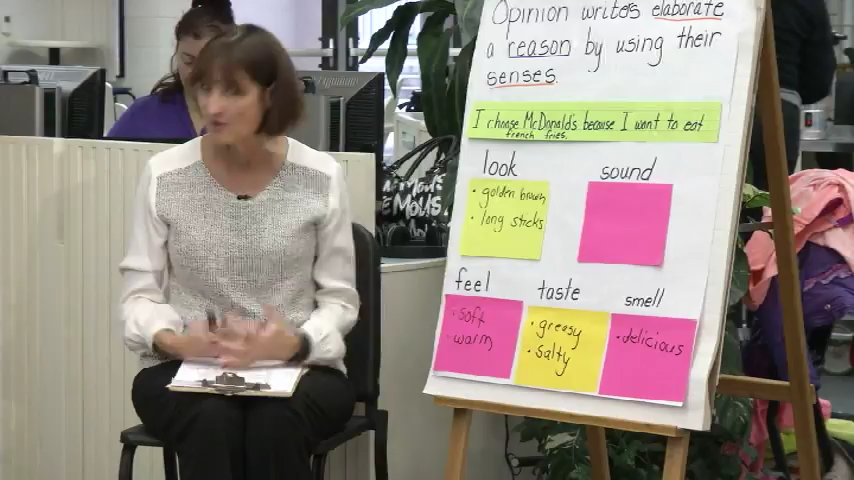 Opinion writers elaborate
a reason by using their
senses.
I choose McDonald's because I want to eat
french fries.
look
sound
• golden brown
• long sticks
feel
taste
smell
• soft
• warm
• greasy
• salty
• delicious